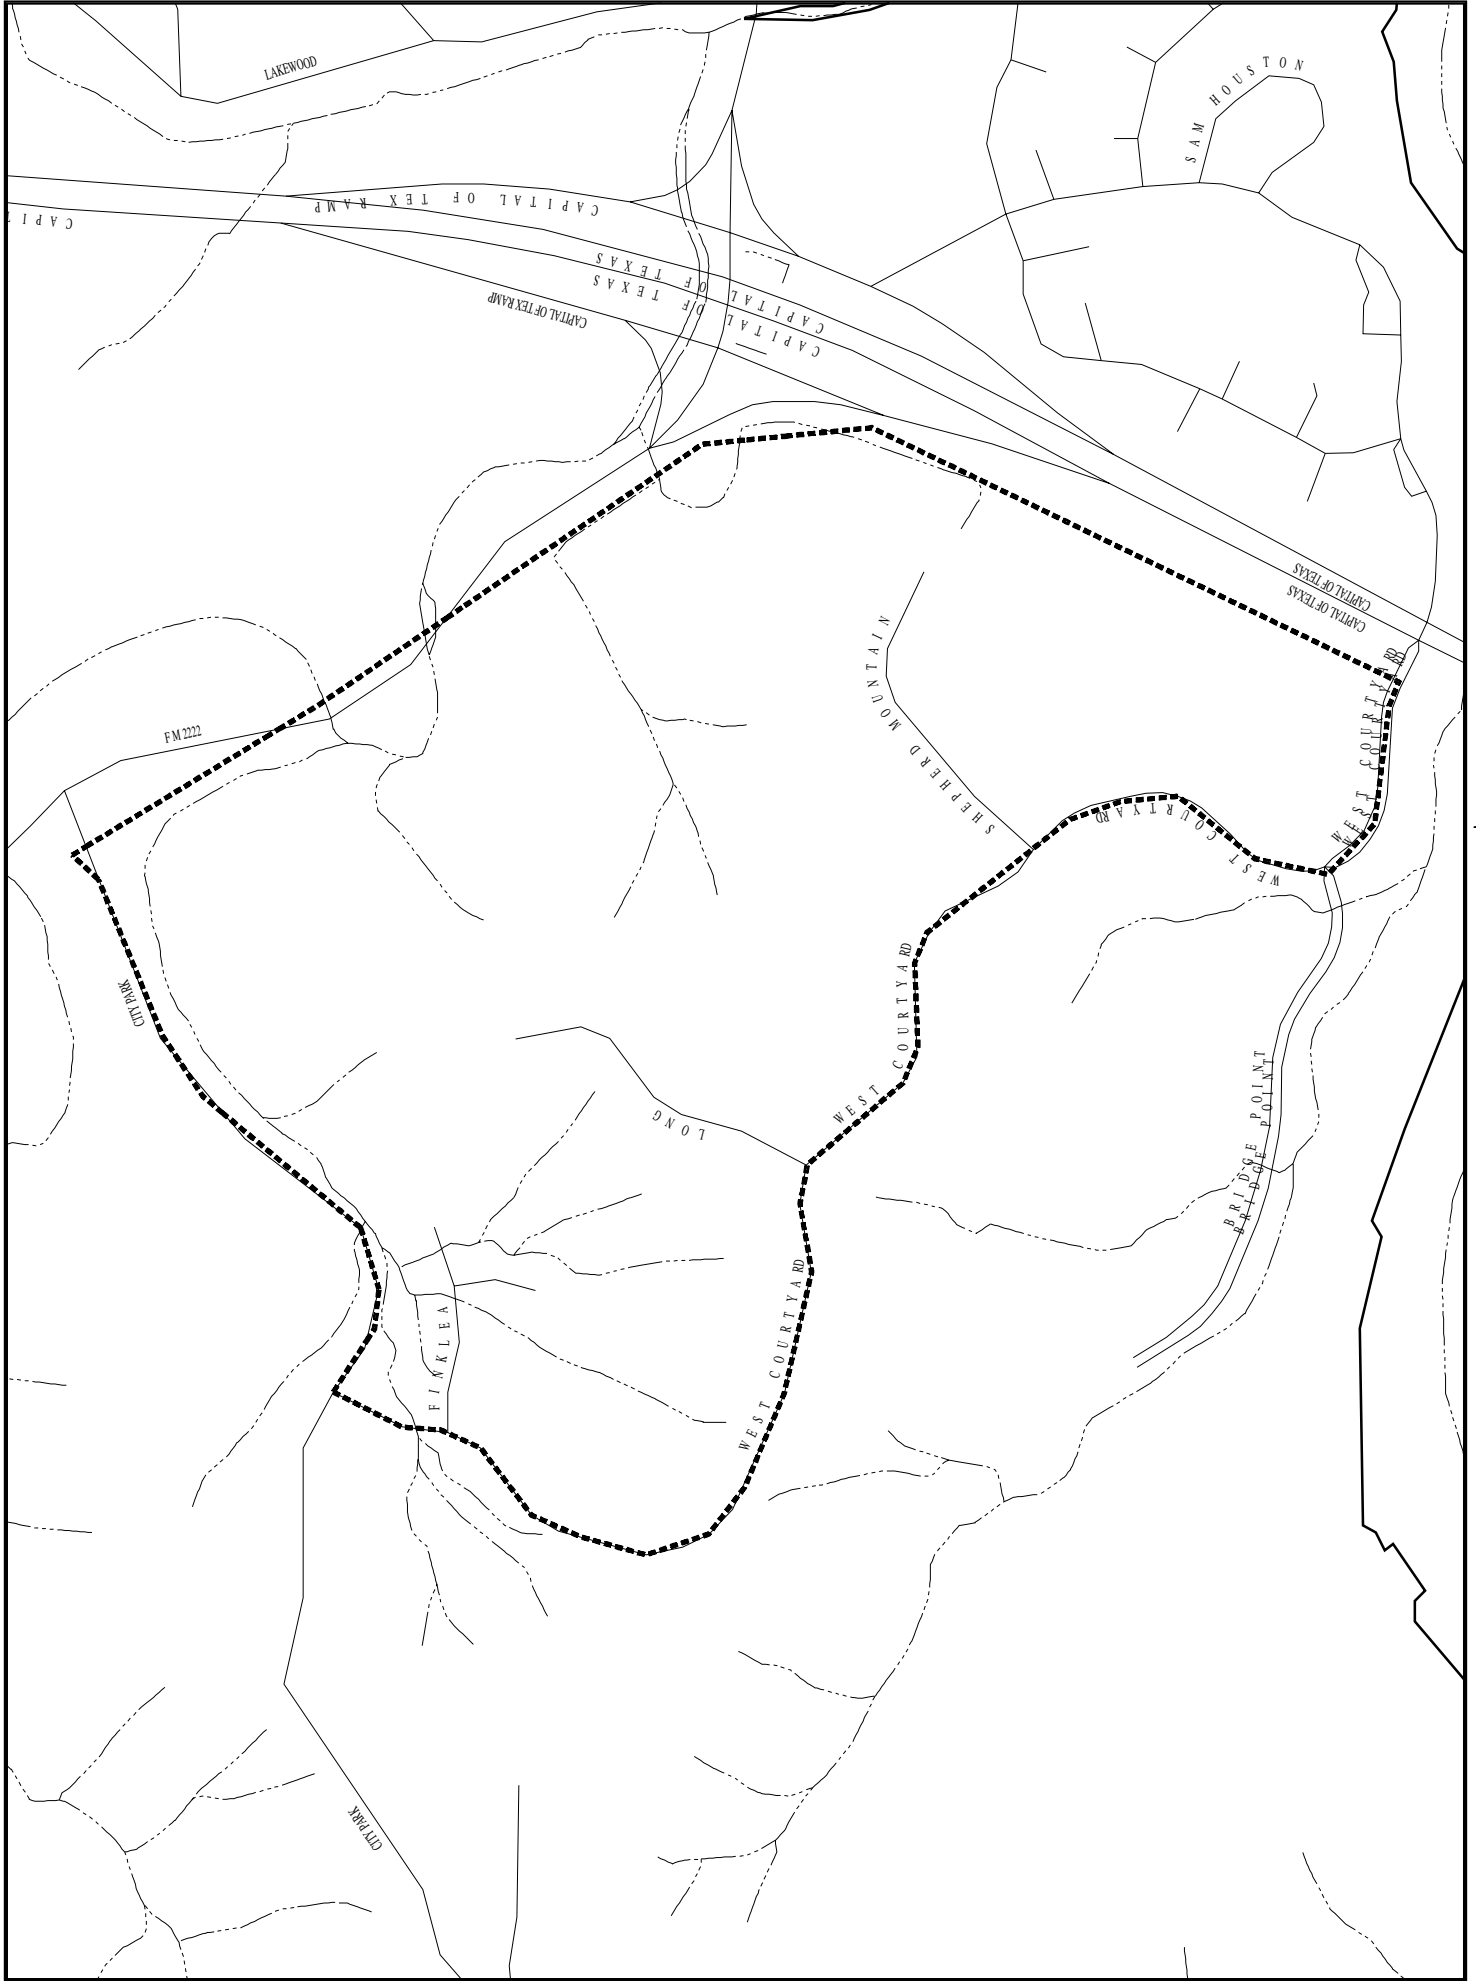 LAKEWOOD
SAM HOUSTON
CAPITAL OF TEX RAMP
CAPIT
CAPITAL OF TEXAS
CAPITAL OF TEXAS
CAPITAL OF TEX RAMP
CAPITAL OF TEXAS
CAPITAL OF TEXAS
FM 2222
SHEPHERD MOUNTAIN
WEST COURTYARD
WEST COURTYARD
WEST COURTYARD
CITY PARK
WEST COURTYARD
LONG
BRIDGE POINT
BRIDGE POINT
WEST COURTYARD
FINKLEA
CITY PARK